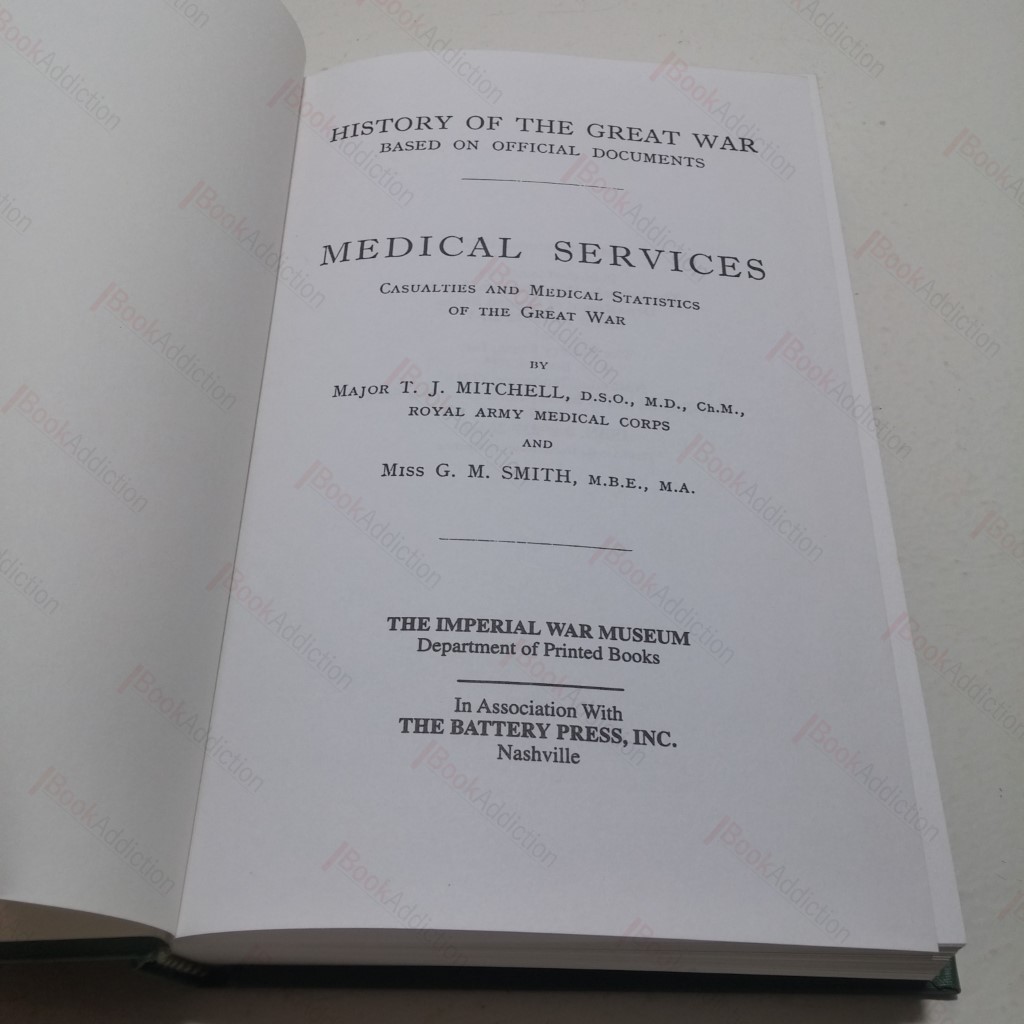 HISTORY OF THE GREAT WAR
BASED ON OFFICIAL DOCUMENTS
MEDICAL SERVICES
CASUALTIES AND MEDICAL STATISTICS
OF THE GREAT WAR
BY
MAJOR T. J. MITCHELL, D.S.O., M.D., Ch.M.,
ROYAL ARMY MEDICAL CORPS
AND
MISS G. M. SMITH, M.B.E., M.A.
THE IMPERIAL WAR MUSEUM
Department of Printed Books
In Association With
THE BATTERY PRESS, INC.
Nashville
BookAddiction